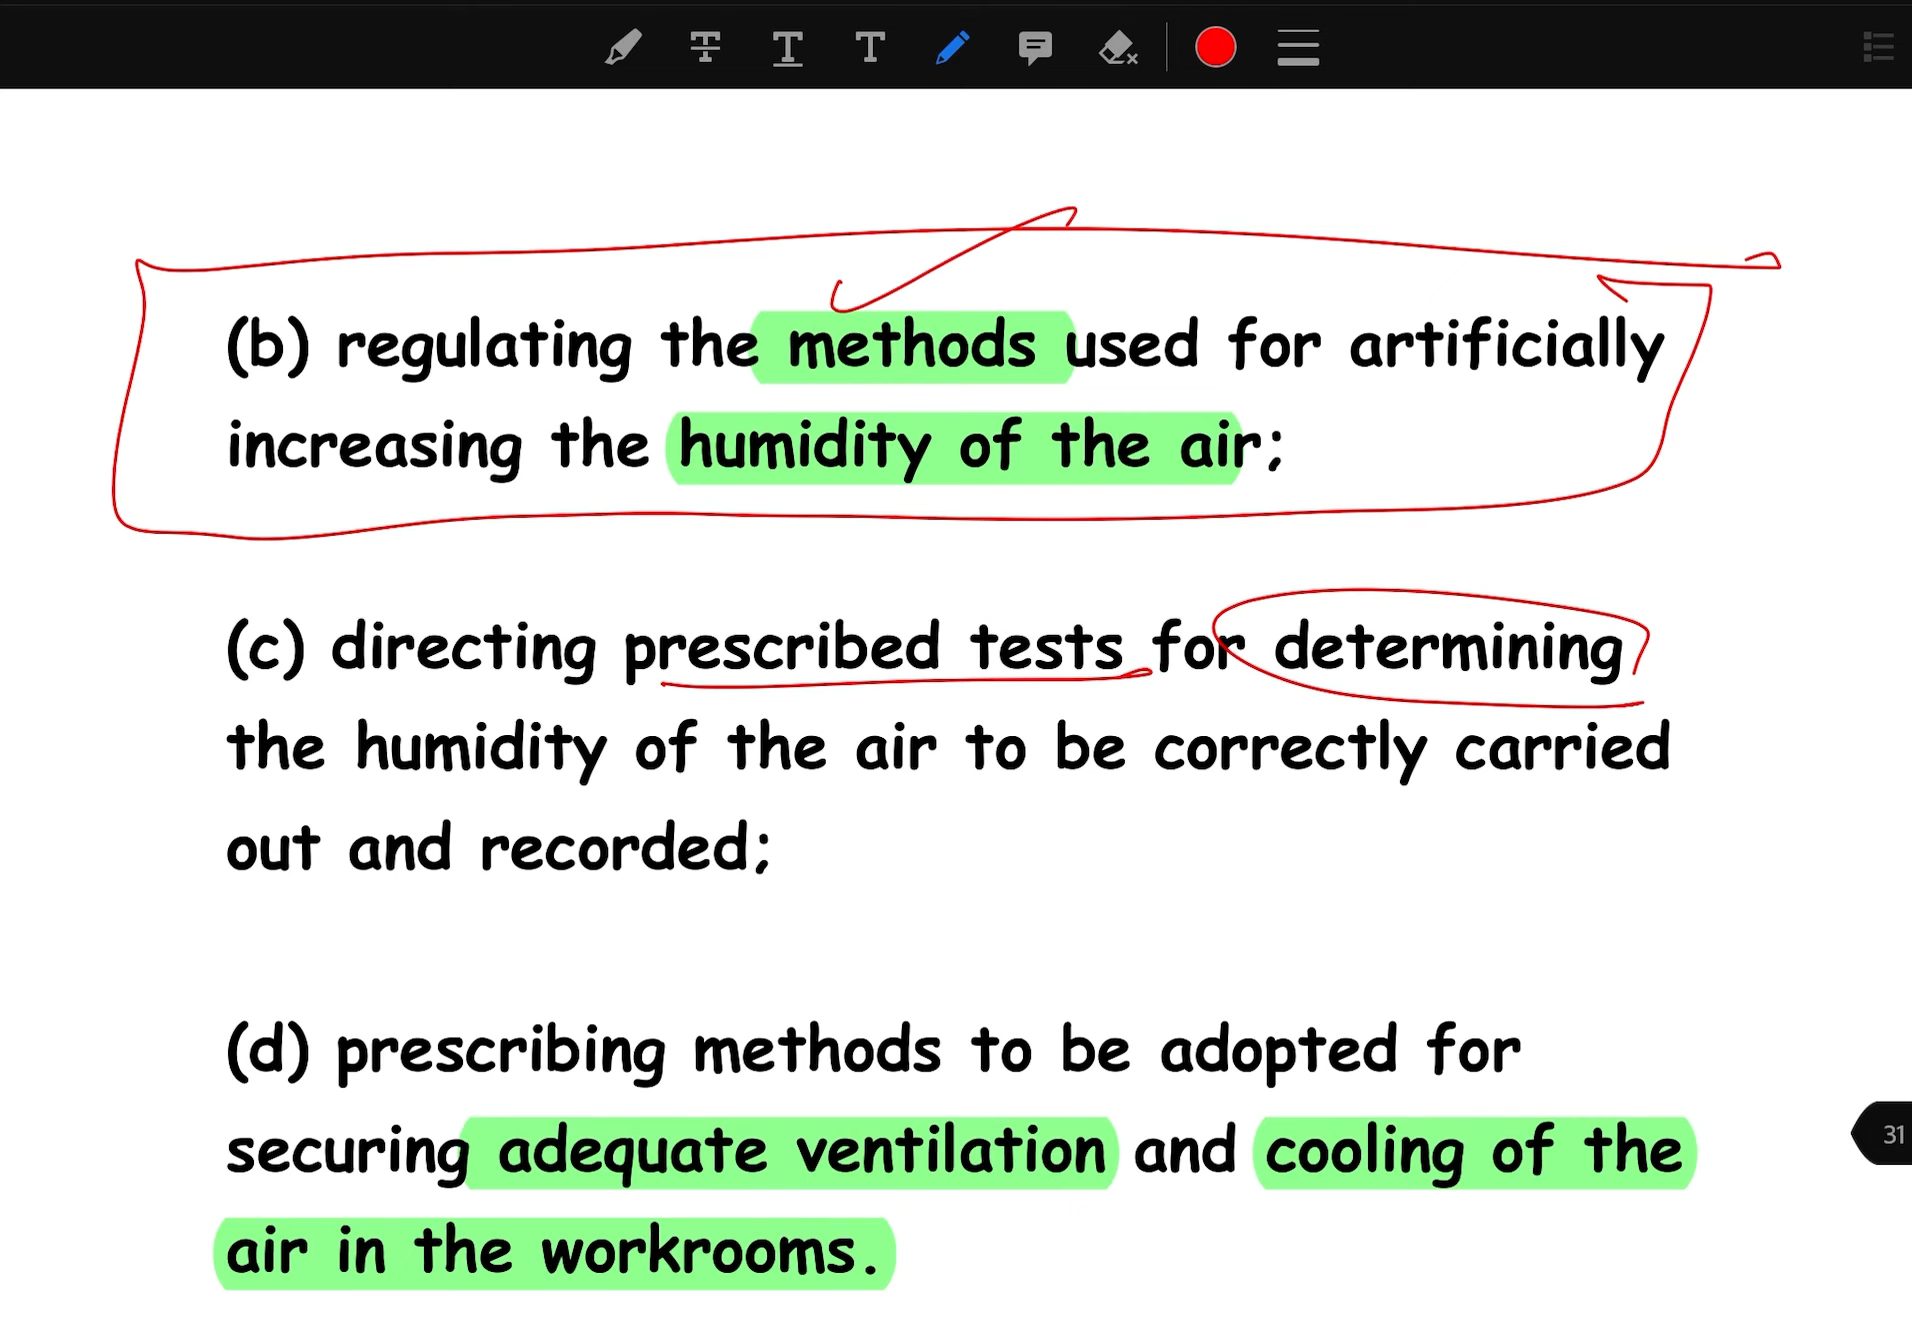 (b) regulating the methods used for artificially
increasing the humidity of the air;
(c) directing prescribed tests for determining
the humidity of the air to be correctly carried
out and recorded;
(d) prescribing methods to be adopted for
securing adequate ventilation and cooling of the
air in the workrooms.
31